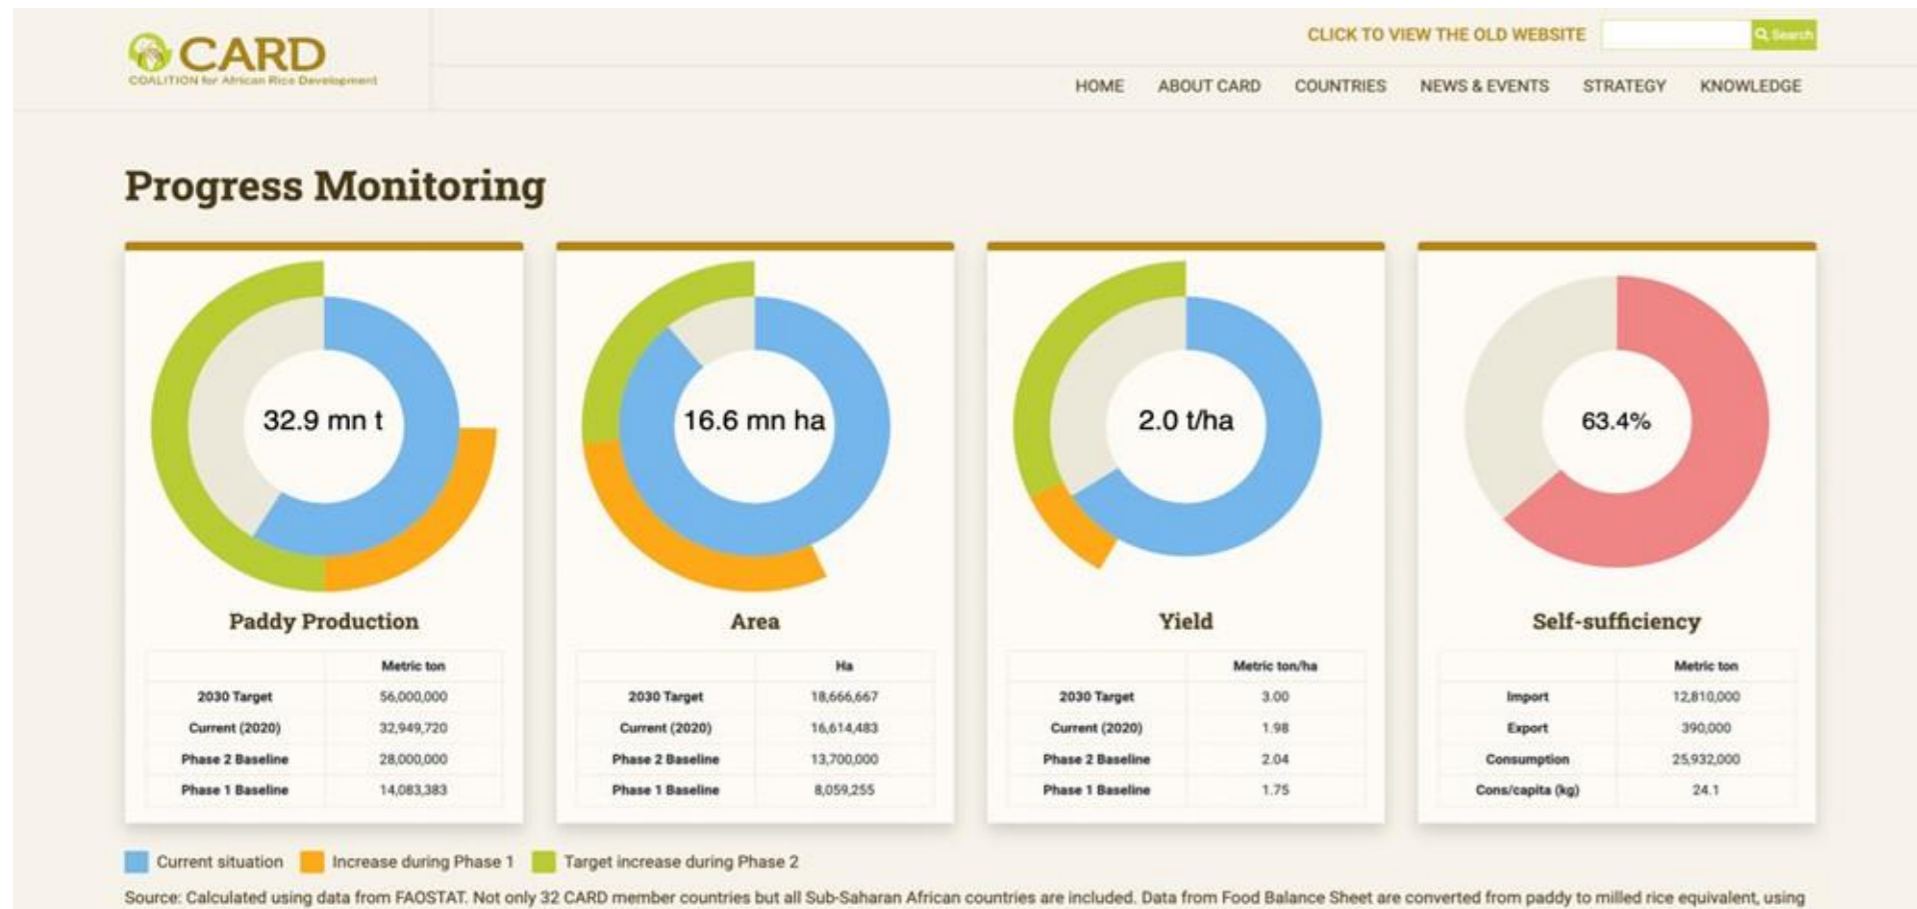 CLICK TO VIEW THE OLD WEBSITE Search
CARD
COALITION for African Rice Development
HOME ABOUT CARD COUNTRIES NEWS & EVENTS STRATEGY KNOWLEDGE
Progress Monitoring
32.9 mn t
Paddy Production
Metric ton
2030 Target 56,000,000
Current (2020) 32,949,720
Phase 2 Baseline 28,000,000
Phase 1 Baseline 14,083,383
16.6 mn ha
Area
Ha
2030 Target 18,666,667
Current (2020) 16,614,483
Phase 2 Baseline 13,700,000
Phase 1 Baseline 8,059,255
2.0 t/ha
Yield
Metric ton/ha
2030 Target 3.00
Current (2020) 1.98
Phase 2 Baseline 2.04
Phase 1 Baseline 1.75
63.4%
Self-sufficiency
Metric ton
Import 12,810,000
Export 390,000
Consumption 25,932,000
Cons/capita (kg) 24.1
Current situation Increase during Phase 1 Target increase during Phase 2
Source: Calculated using data from FAOSTAT. Not only 32 CARD member countries but all Sub-Saharan African countries are included. Data from Food Balance Sheet are converted from paddy to milled rice equivalent, using